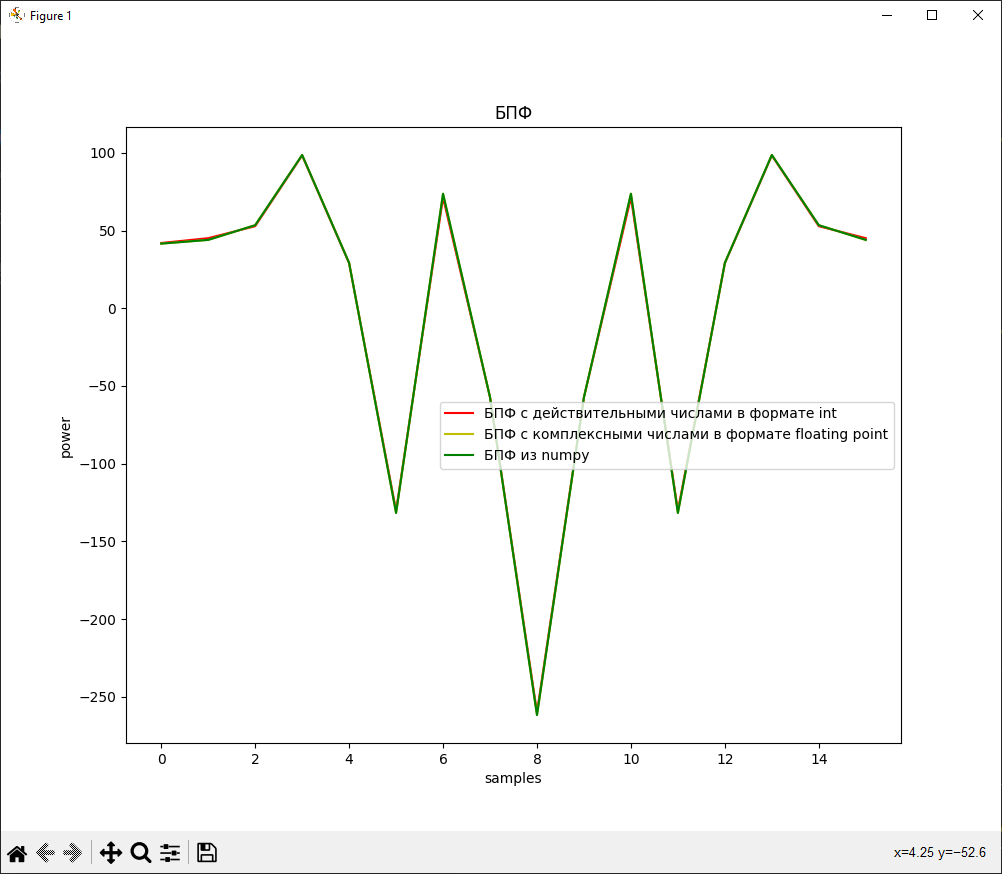 Figure 1
БПФ
100
50
0
−50
−100
−150
−200
−250
power
БПФ с действительными числами в формате int
БПФ с комплексными числами в формате floating point
БПФ из numpy
0 2 4 6 8 10 12 14
samples
x=4.25 y=−52.6